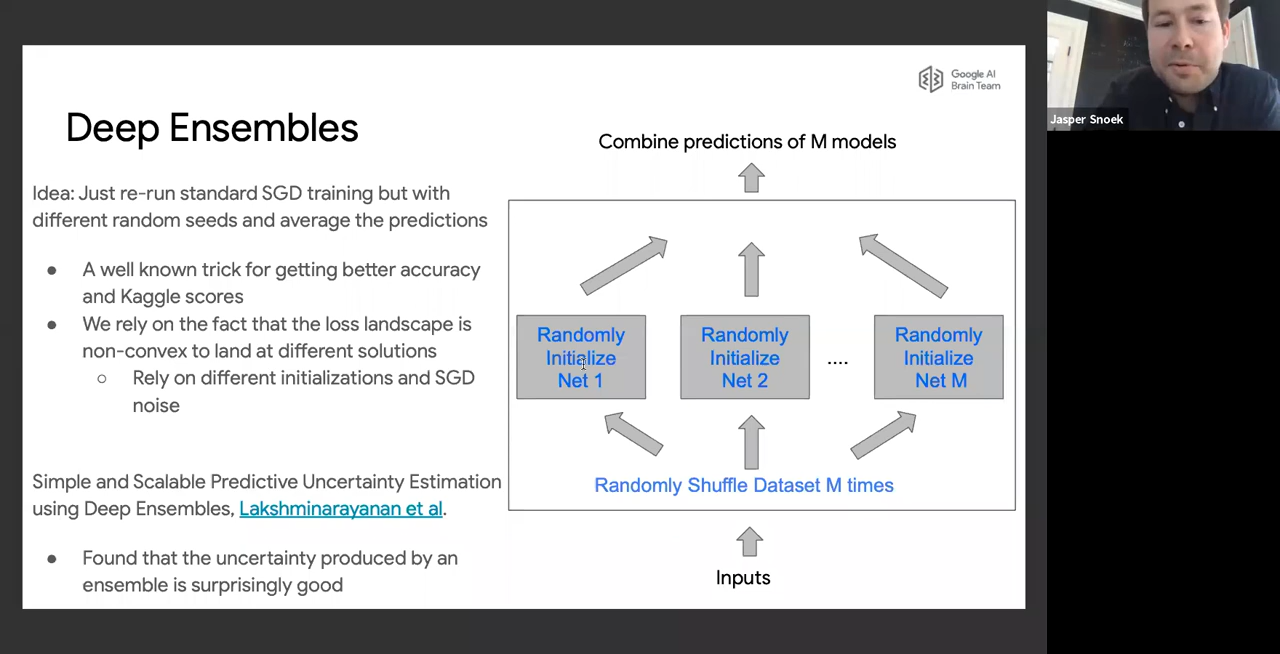 Google AI
Brain Team
Jasper Snoek
Deep Ensembles
Idea: Just re-run standard SGD training but with
different random seeds and average the predictions
● A well known trick for getting better accuracy
and Kaggle scores
● We rely on the fact that the loss landscape is
non-convex to land at different solutions
○ Rely on different initializations and SGD
noise
Simple and Scalable Predictive Uncertainty Estimation
using Deep Ensembles, Lakshminarayanan et al.
● Found that the uncertainty produced by an
ensemble is surprisingly good
Combine predictions of M models
Randomly
Initialize
Net 1
Randomly
Initialize
Net 2
....
Randomly
Initialize
Net M
Randomly Shuffle Dataset M times
Inputs